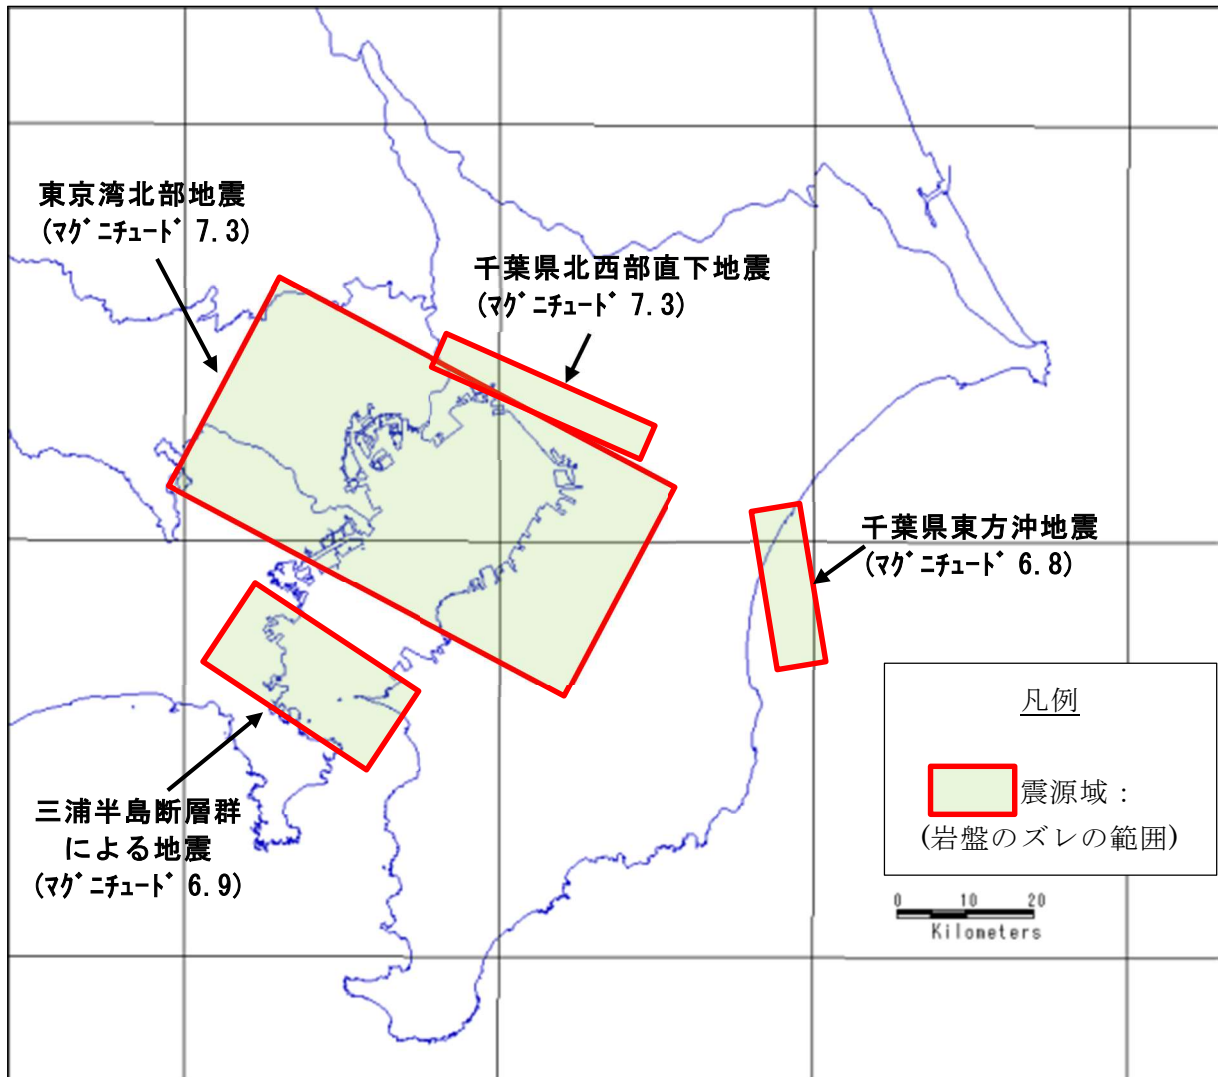 東京湾北部地震
(ﾏｸﾞﾆﾁｭｰﾄﾞ 7.3)
千葉県北西部直下地震
(ﾏｸﾞﾆﾁｭｰﾄﾞ 7.3)
千葉県東方沖地震
(ﾏｸﾞﾆﾁｭｰﾄﾞ 6.8)
三浦半島断層群
による地震
(ﾏｸﾞﾆﾁｭｰﾄﾞ 6.9)
凡例
震源域：
(岩盤のズレの範囲)
0 10 20
Kilometers